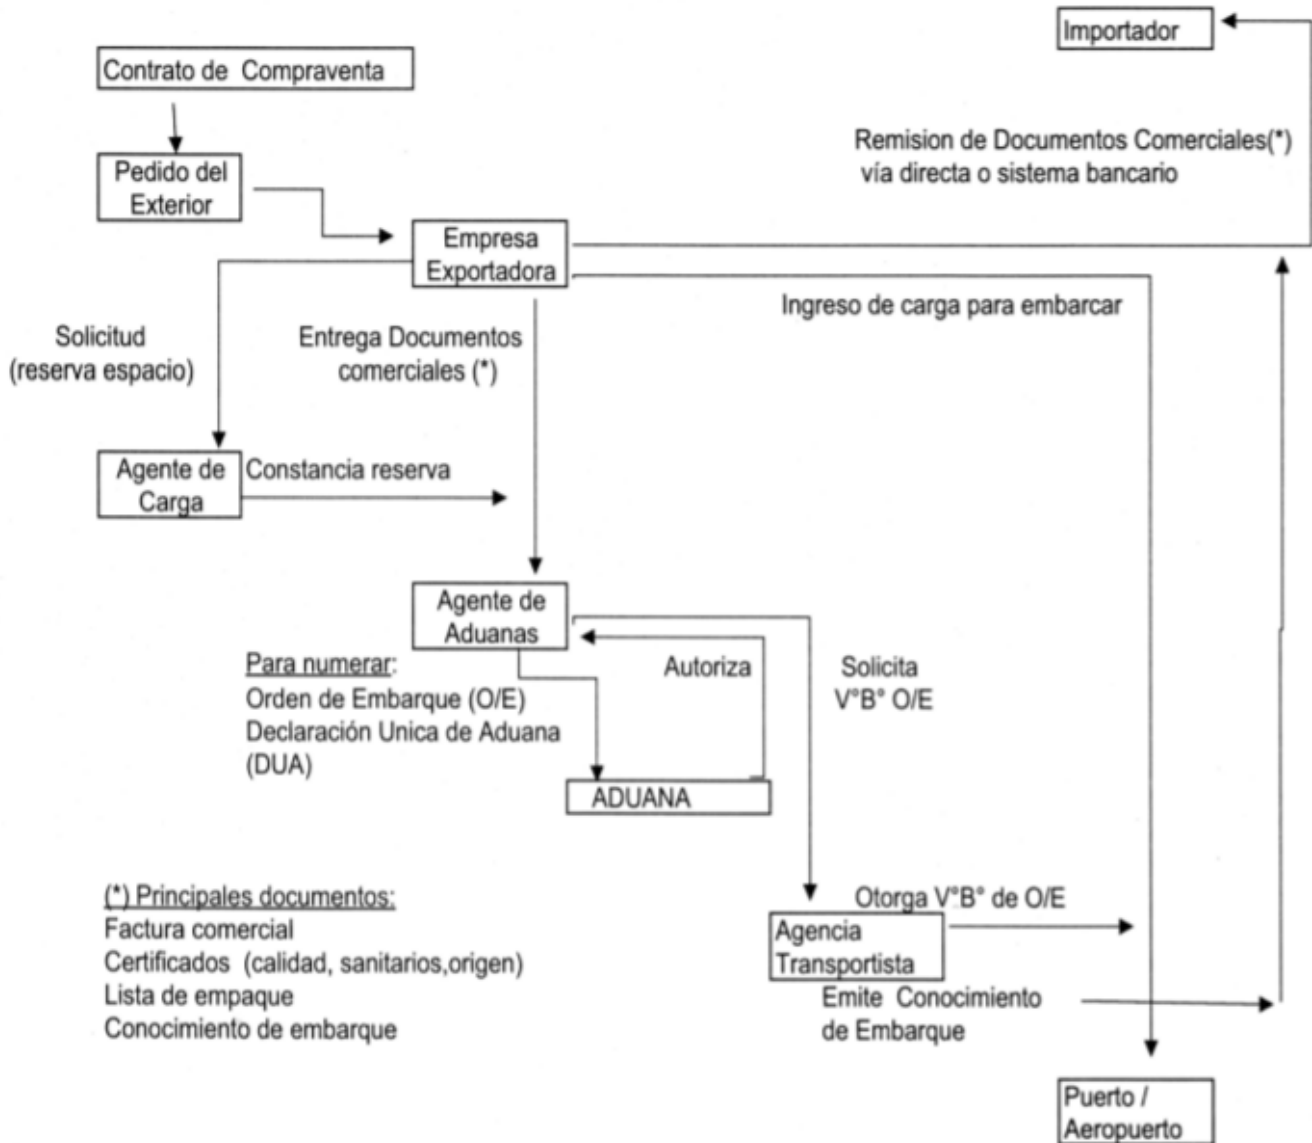 Importador
Contrato de Compraventa
Remision de Documentos Comerciales(*)
vía directa o sistema bancario
Pedido del
Exterior
Empresa
Exportadora
Ingreso de carga para embarcar
Solicitud
(reserva espacio)
Entrega Documentos
comerciales (*)
Agente de
Carga
Constancia reserva
Agente de
Aduanas
Para numerar:
Orden de Embarque (O/E)
Declaración Unica de Aduana
(DUA)
Autoriza
Solicita
V°B° O/E
ADUANA
(*) Principales documentos:
Factura comercial
Certificados (calidad, sanitarios,origen)
Lista de empaque
Conocimiento de embarque
Otorga V°B° de O/E
Agencia
Transportista
Emite Conocimiento
de Embarque
Puerto /
Aeropuerto